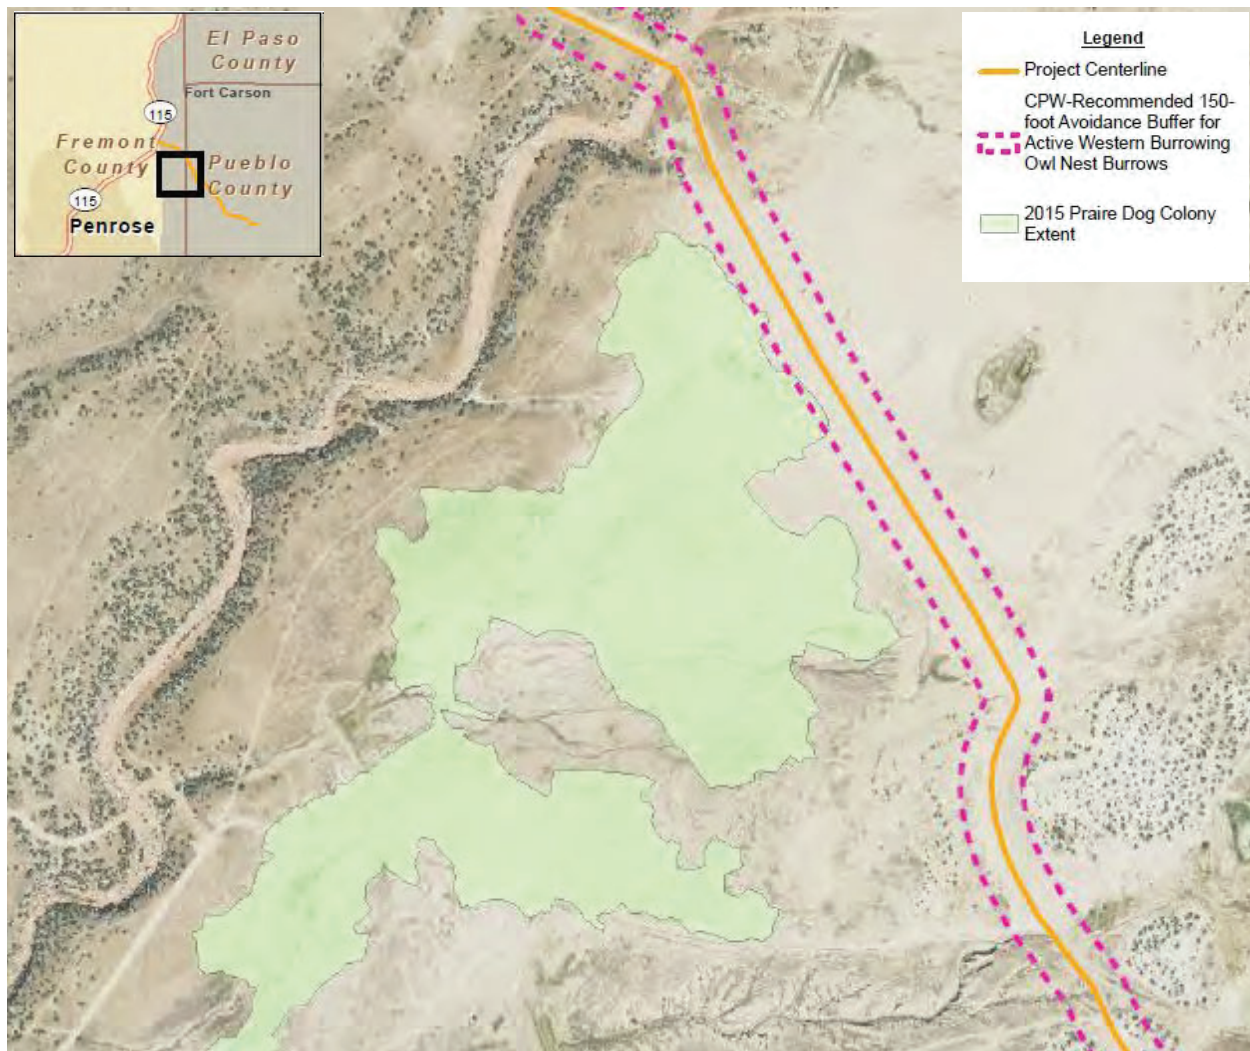 El Paso
County
Fort Carson
115
Fremont
County
Pueblo
County
115
Penrose
Legend
Project Centerline
CPW-Recommended 150-
foot Avoidance Buffer for
Active Western Burrowing
Owl Nest Burrows
2015 Praire Dog Colony
Extent